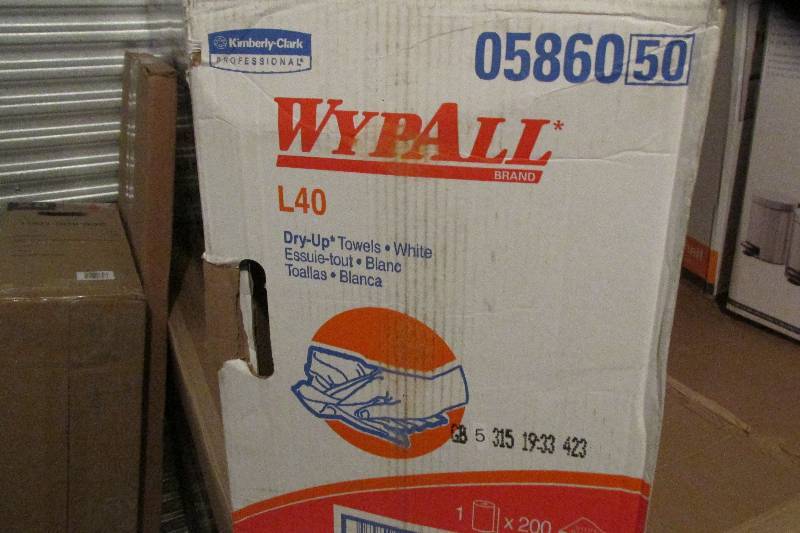 Kimberly-Clark
PROFESSIONAL*
05860 50
WYPALL*
BRAND
L40
Dry-Up* Towels • White
Essuie-tout • Blanc
Toallas • Blanca
GB 5 315 19:33 423
1 x 200